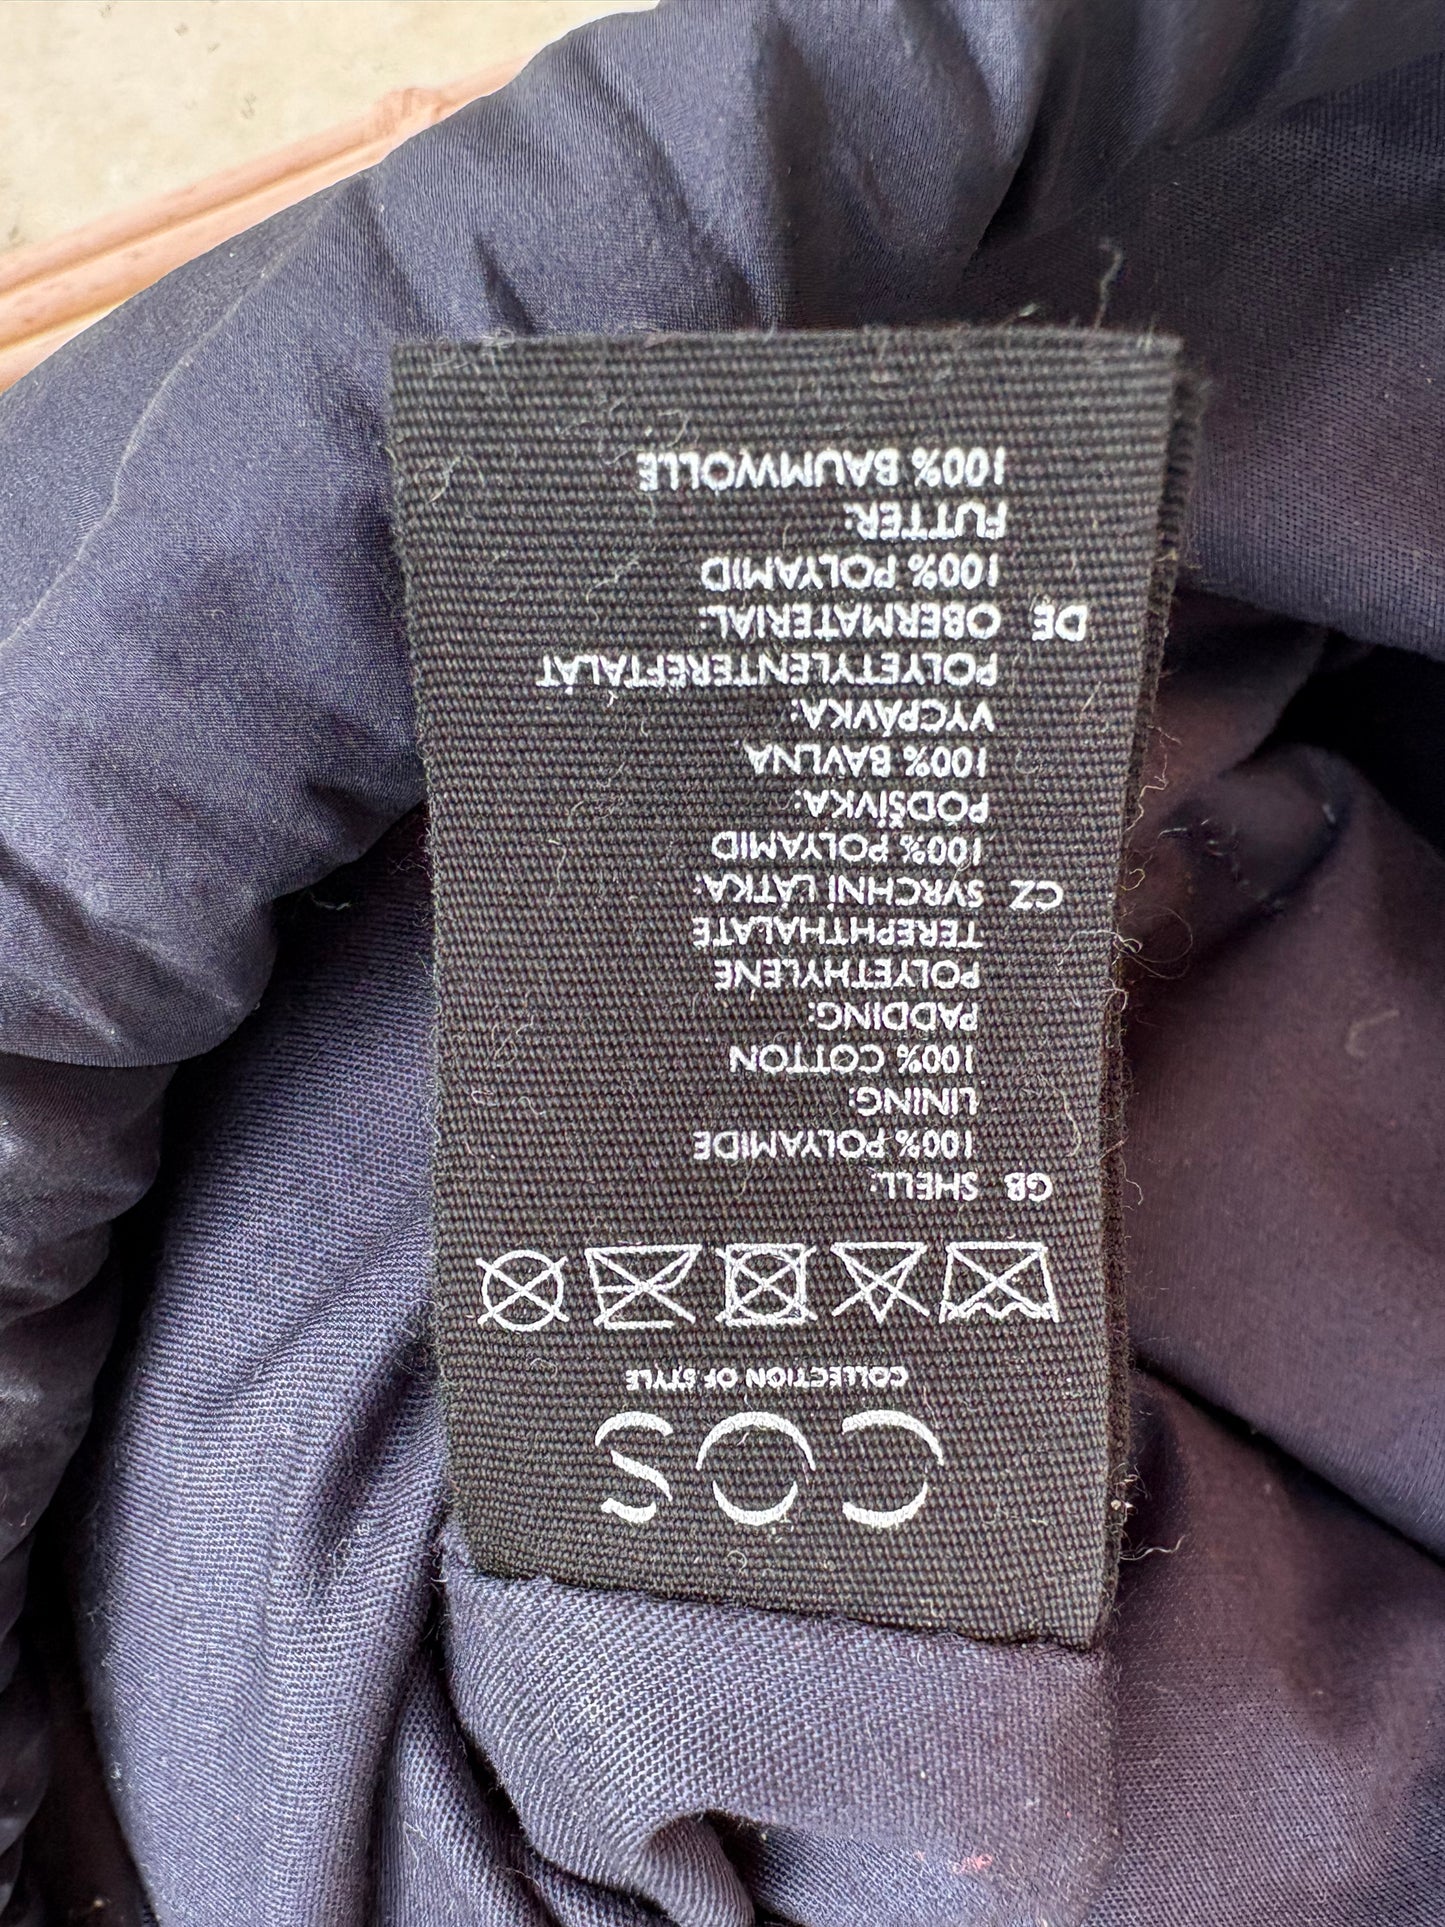 COS
COLLECTION OF STYLE
GB SHELL:
100% POLYAMIDE
LINING:
100% COTTON
PADDING:
POLYETHYLENE
TEREPHTHALATE
CZ SVRCHNÍ LÁTKA:
100% POLYAMID
PODŠÍVKA:
100% BAVLNA
VYCPÁVKA:
POLYETYLENTEREFTALÁT
DE OBERMATERIAL:
100% POLYAMID
FUTTER:
100% BAUMWOLLE